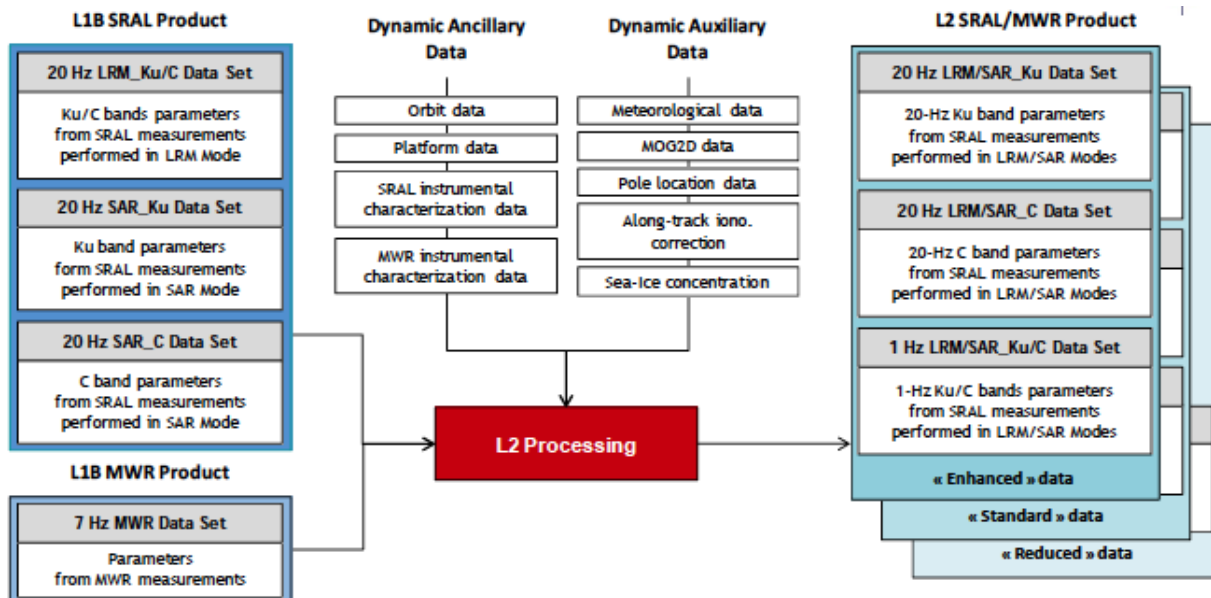 L1B SRAL Product
20 Hz LRM_Ku/C Data Set
Ku/C bands parameters
from SRAL measurements
performed in LRM Mode
20 Hz SAR_Ku Data Set
Ku band parameters
form SRAL measurements
performed in SAR Mode
20 Hz SAR_C Data Set
C band parameters
from SRAL measurements
performed in SAR Mode
L1B MWR Product
7 Hz MWR Data Set
Parameters
from MWR measurements
Dynamic Ancillary
Data
Orbit data
Platform data
SRAL instrumental
characterization data
MWR instrumental
characterization data
Dynamic Auxiliary
Data
Meteorological data
MOG2D data
Pole location data
Along-track iono.
correction
Sea-Ice concentration
L2 Processing
L2 SRAL/MWR Product
20 Hz LRM/SAR_Ku Data Set
20-Hz Ku band parameters
from SRAL measurements
performed in LRM/SAR Modes
20 Hz LRM/SAR_C Data Set
20-Hz C band parameters
from SRAL measurements
performed in LRM/SAR Modes
1 Hz LRM/SAR_Ku/C Data Set
1-Hz Ku/C bands parameters
from SRAL measurements
performed in LRM/SAR Modes
« Enhanced » data
« Standard » data
« Reduced » data